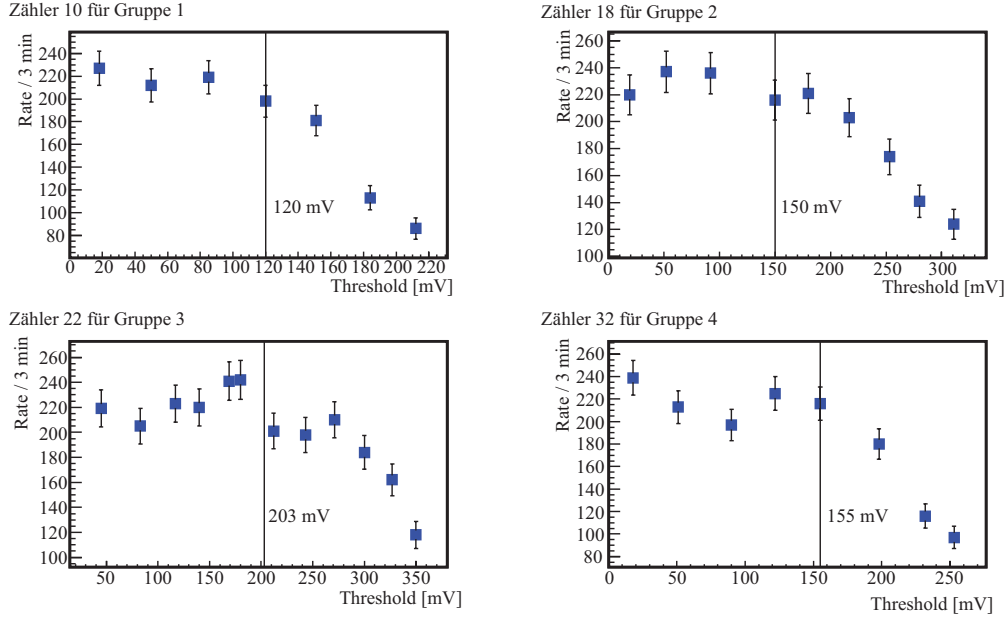 Zähler 10 für Gruppe 1
Rate / 3 min
240
220
200
180
160
140
120
100
80
120 mV
0 20 40 60 80 100 120 140 160 180 200 220
Threshold [mV]
Zähler 18 für Gruppe 2
Rate / 3 min
260
240
220
200
180
160
140
120
100
150 mV
0 50 100 150 200 250 300
Threshold [mV]
Zähler 22 für Gruppe 3
Rate / 3 min
260
240
220
200
180
160
140
120
100
203 mV
50 100 150 200 250 300 350
Threshold [mV]
Zähler 32 für Gruppe 4
Rate / 3 min
260
240
220
200
180
160
140
120
100
80
155 mV
0 50 100 150 200 250
Threshold [mV]